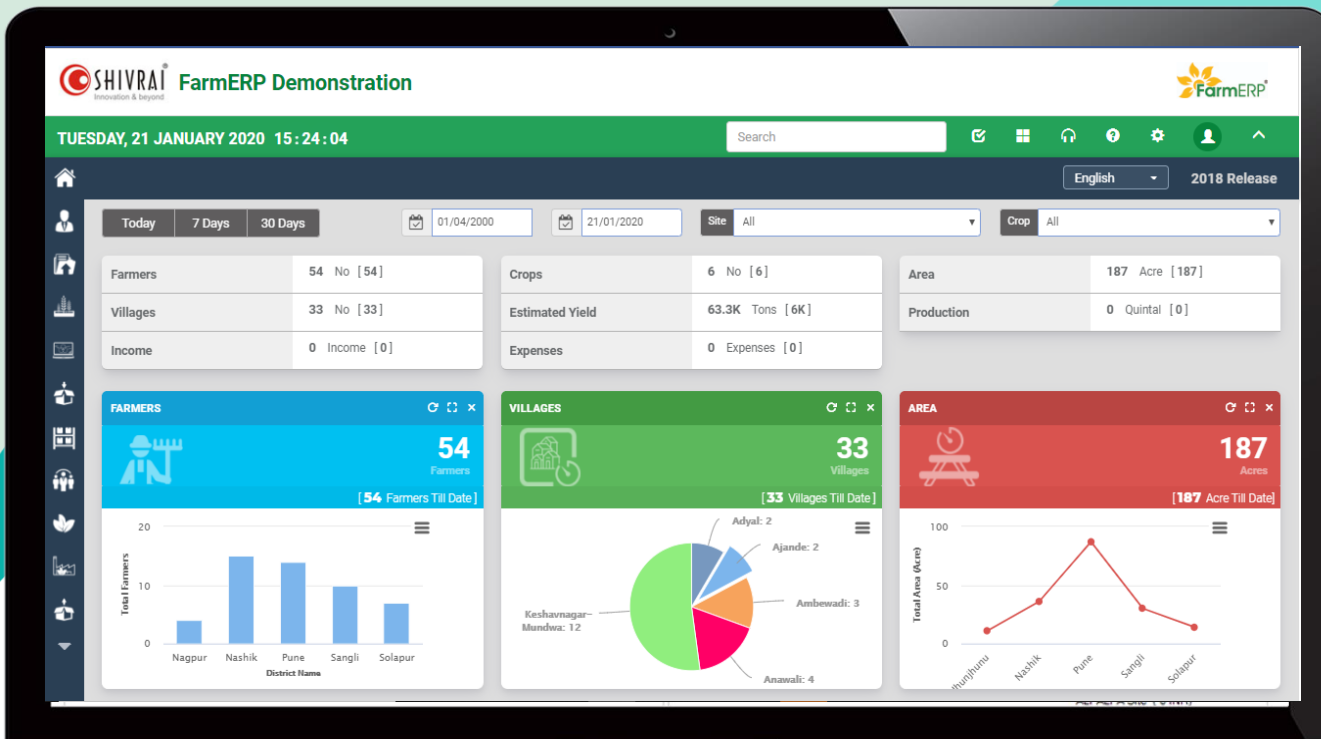 SHIVRAI
Innovation & beyond
FarmERP Demonstration
FarmERP
TUESDAY, 21 JANUARY 2020 15:24:04
Search
English
2018 Release
Today 7 Days 30 Days 01/04/2000 21/01/2020 Site All Crop All
Farmers 54 No [54]
Villages 33 No [33]
Income 0 Income [0]
Crops 6 No [6]
Estimated Yield 63.3K Tons [6K]
Expenses 0 Expenses [0]
Area 187 Acre [187]
Production 0 Quintal [0]
FARMERS
54
Farmers
[54 Farmers Till Date]
20
10
0
Total Farmers
Nagpur Nashik Pune Sangli Solapur
District Name
VILLAGES
33
Villages
[33 Villages Till Date]
Adyal: 2
Ajande: 2
Ambewadi: 3
Anawali: 4
Keshavnagar-
Mundwa: 12
AREA
187
Acres
[187 Acre Till Date]
100
50
0
Total Area (Acre)
Nashik Pune Sangli Solapur